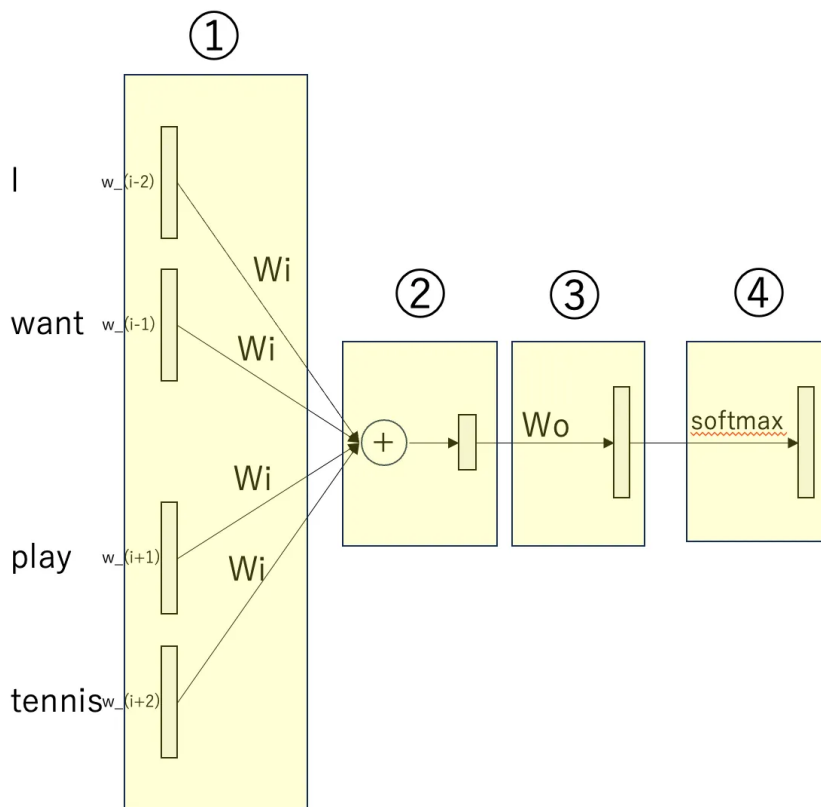 ①
I
w_(i-2)
Wi
want
w_(i-1)
Wi
play
w_(i+1)
Wi
tennis
w_(i+2)
Wi
②
+
③
Wo
④
softmax